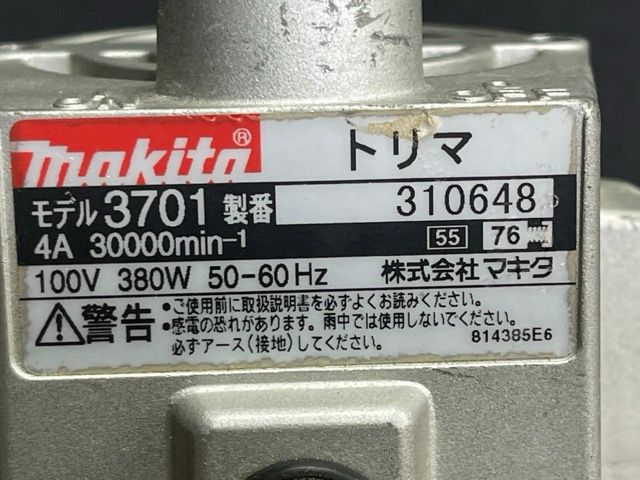 makita® トリマ
モデル 3701 製番 310648
4A 30000min-1 55 76
100V 380W 50-60Hz 株式会社 マキタ
警告 •ご使用前に取扱説明書を必ずよくお読みください。
•感電の恐れがあります。雨中では使用しないでください。
必ずアース(接地)してください。
814385E6